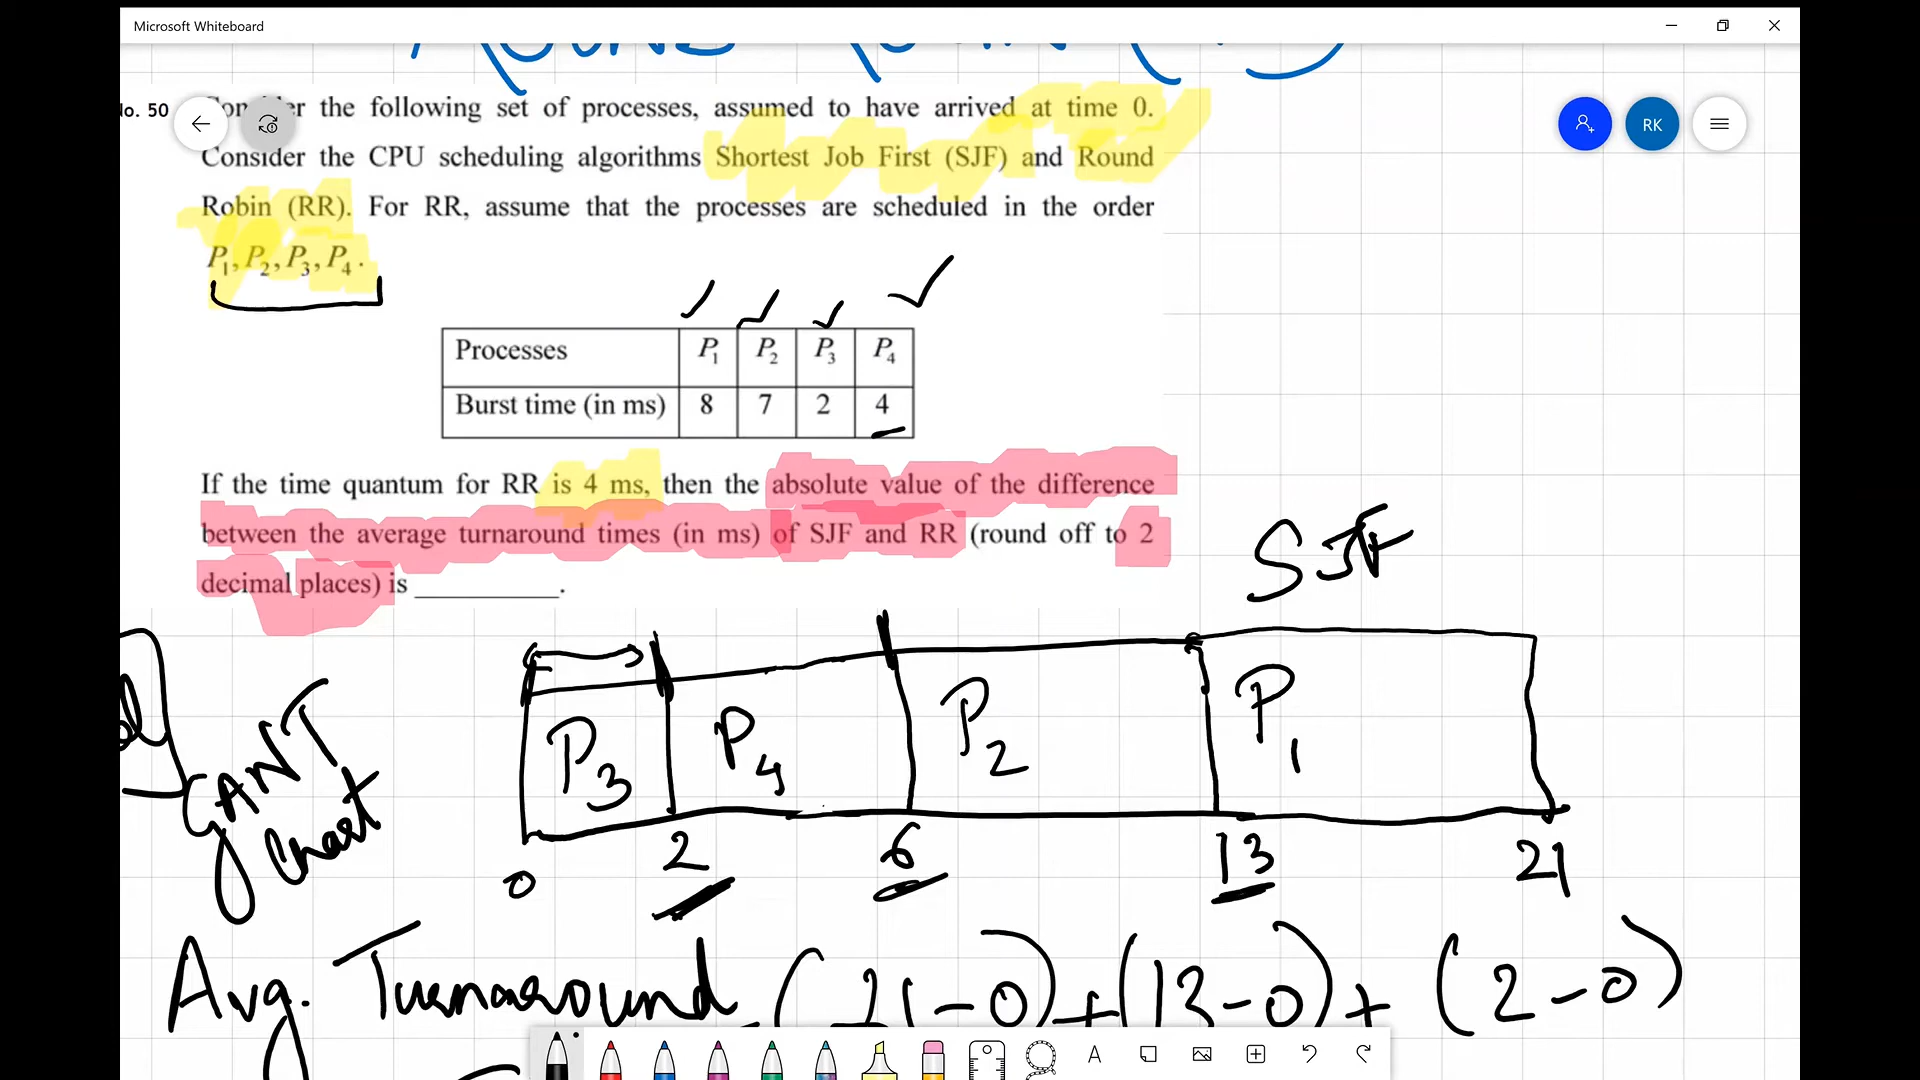 Microsoft Whiteboard
ROUND ROBIN (
No. 50
the following set of processes, assumed to have arrived at time 0.
RK
Consider the CPU scheduling algorithms Shortest Job First (SJF) and Round
Robin (RR). For RR, assume that the processes are scheduled in the order
P1, P2, P3, P4.
Processes P1 P2 P3 P4
Burst time (in ms) 8 7 2 4
If the time quantum for RR is 4 ms, then the absolute value of the difference
between the average turnaround times (in ms) of SJF and RR (round off to 2
decimal places) is ___________.
SJF
GANT
Chart
P3 P4 P2 P1
0 2 6 13 21
Avg. Turnaround (21-0)+(13-0)+(2-0)